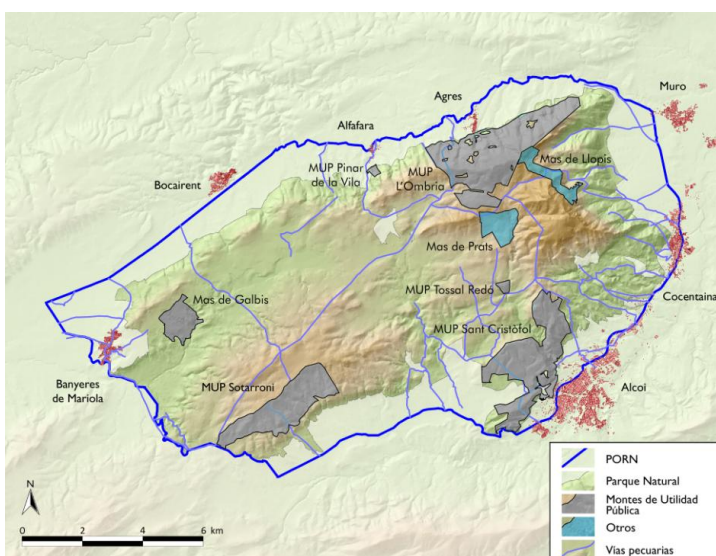 Muro
Agres
Alfafara
Mas de Llopis
MUP Pinar
de la Vila
MUP
L'Ombria
Bocairent
Mas de Prats
MUP Tossal Redó
Cocentaina
Mas de Galbis
MUP Sant Cristòfol
MUP Sotarroni
Banyeres
de Mariola
Alcoi
PORN
Parque Natural
Montes de Utilidad
Pública
Otros
Vías pecuarias
N
0 2 4 6 km